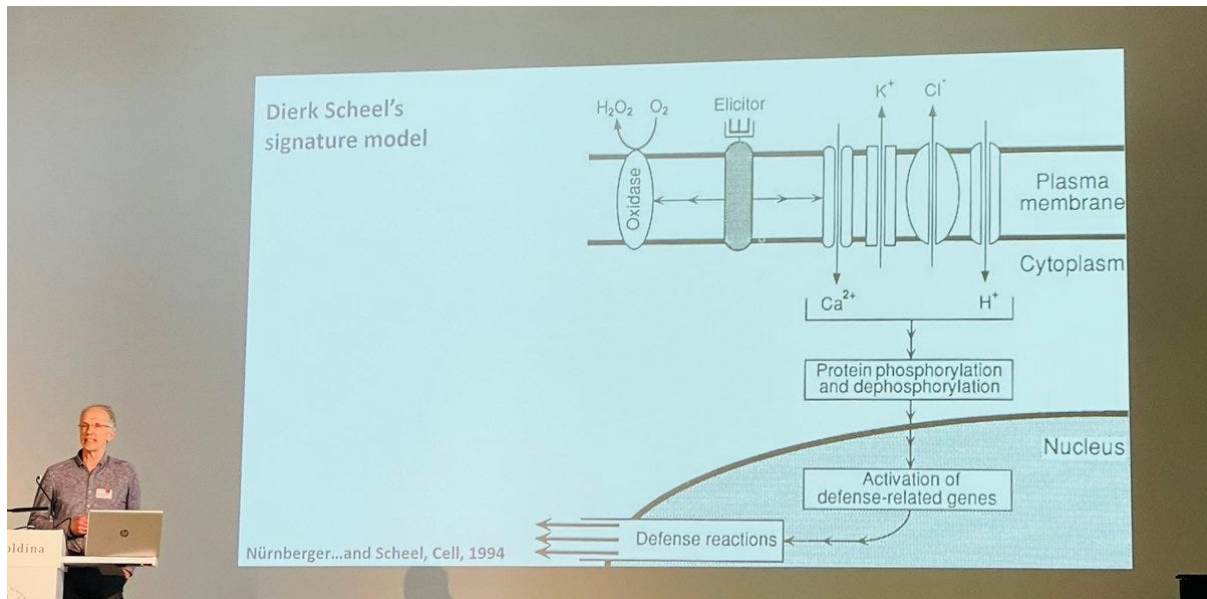 Dierk Scheel's
signature model
H₂O₂ O₂
Elicitor
K⁺ Cl⁻
Oxidase
Plasma
membrane
Cytoplasm
Ca²⁺ H⁺
Protein phosphorylation
and dephosphorylation
Nucleus
Activation of
defense-related genes
Defense reactions
Nürnberger...and Scheel, Cell, 1994
oldina
hp